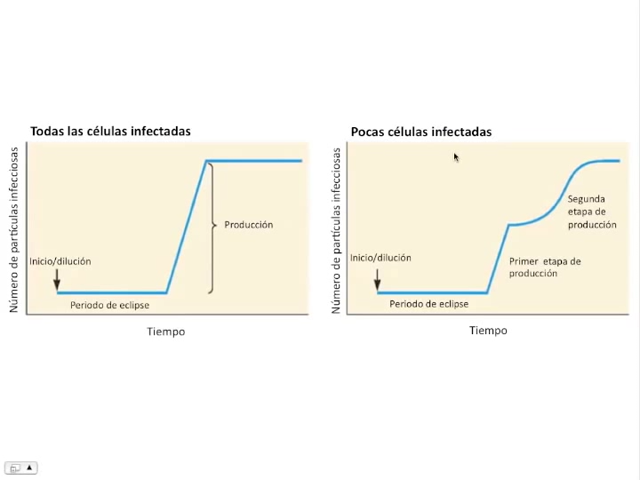 Todas las células infectadas
Número de partículas infecciosas
Inicio/dilución
Producción
Periodo de eclipse
Tiempo
Pocas células infectadas
Número de partículas infecciosas
Inicio/dilución
Segunda
etapa de
producción
Primer etapa de
producción
Periodo de eclipse
Tiempo